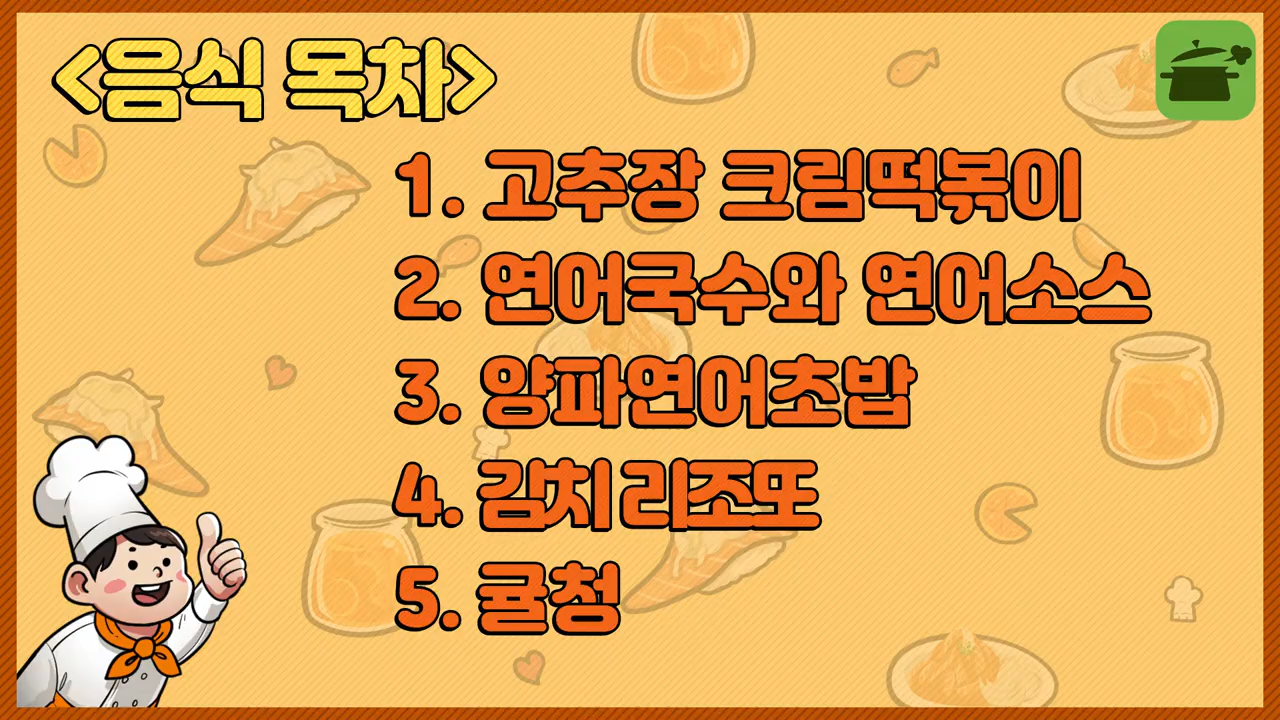 <음식 목차>
1. 고추장 크림떡볶이
2. 연어국수와 연어소스
3. 양파연어초밥
4. 김치 리조또
5. 귤청